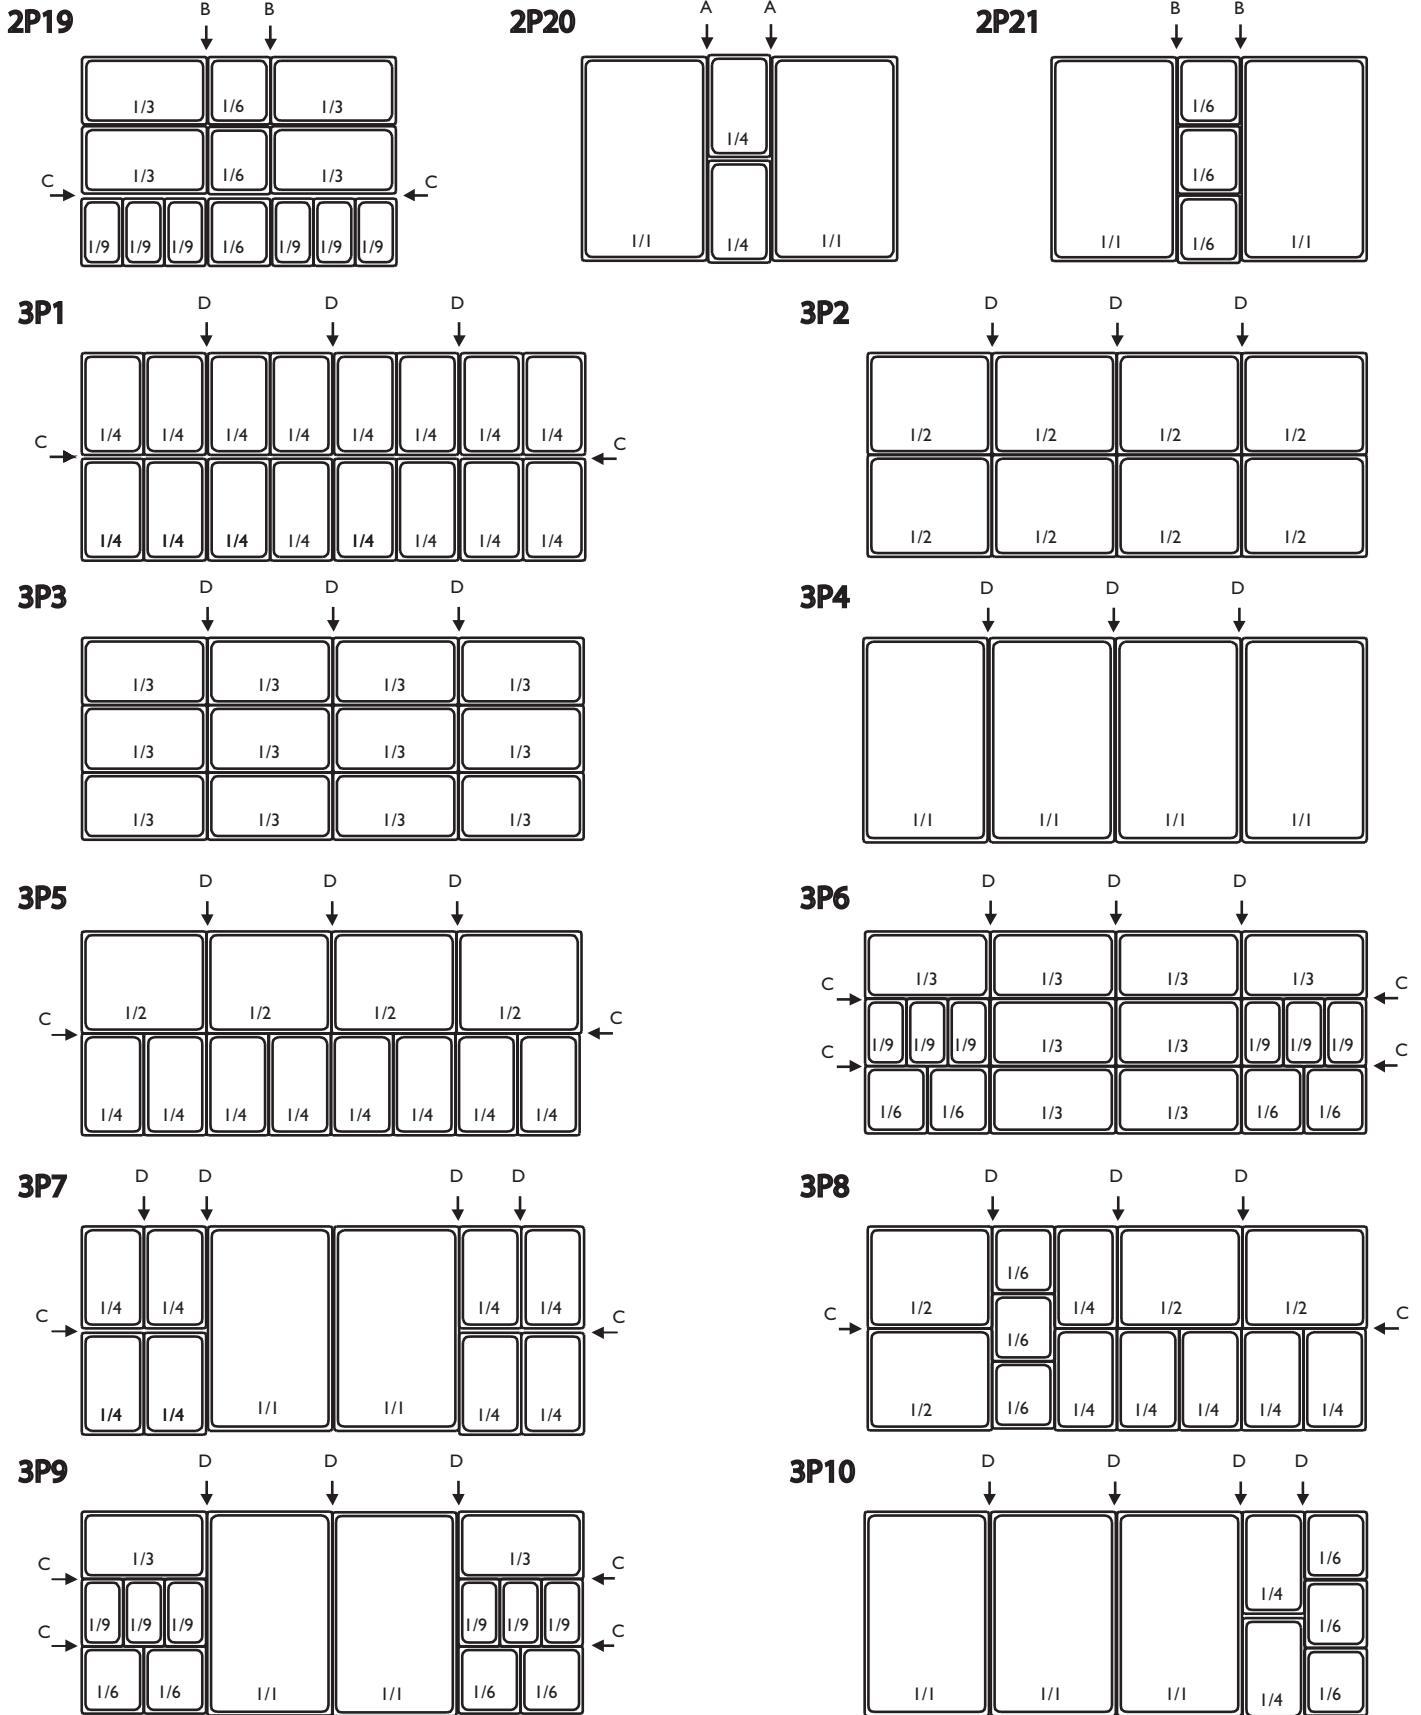 2P19 B B 2P20 A A 2P21 B B
1/3 1/6 1/3
1/3 1/6 1/3
C C
1/9 1/9 1/9 1/6 1/9 1/9 1/9
1/4
1/1 1/4 1/1
1/6
1/6
1/1 1/6 1/1
3P1 D D D
1/4 1/4 1/4 1/4 1/4 1/4 1/4 1/4
C C
1/4 1/4 1/4 1/4 1/4 1/4 1/4 1/4
3P2 D D D
1/2 1/2 1/2 1/2
1/2 1/2 1/2 1/2
3P3 D D D
1/3 1/3 1/3 1/3
1/3 1/3 1/3 1/3
1/3 1/3 1/3 1/3
3P4 D D D
1/1 1/1 1/1 1/1
3P5 D D D
1/2 1/2 1/2 1/2
C C
1/4 1/4 1/4 1/4 1/4 1/4 1/4 1/4
3P6 D D D
1/3 1/3 1/3 1/3
C C
1/9 1/9 1/9 1/3 1/3 1/9 1/9 1/9
C C
1/6 1/6 1/3 1/3 1/6 1/6
3P7 D D D D
1/4 1/4 1/4 1/4
C C
1/4 1/4 1/1 1/1 1/4 1/4
3P8 D D D
1/6
1/2 1/4 1/2 1/2
C C
1/6
1/2 1/6 1/4 1/4 1/4 1/4 1/4
3P9 D D D
1/3 1/3
C C
1/9 1/9 1/9 1/9 1/9 1/9
C C
1/6 1/6 1/1 1/1 1/6 1/6
3P10 D D D D
1/6
1/4
1/6
1/1 1/1 1/1 1/4 1/6